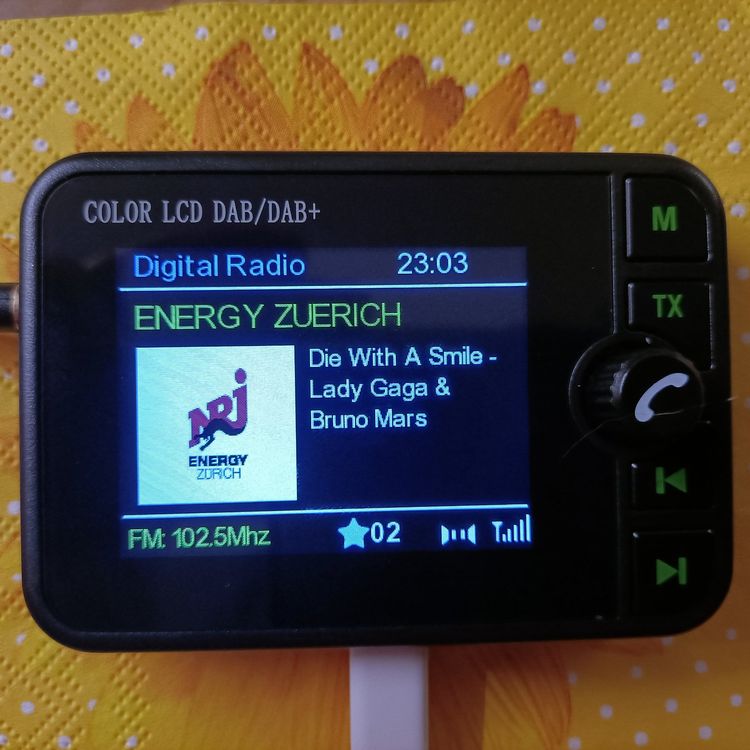 COLOR LCD DAB/DAB+
M
Digital Radio 23:03
TX
ENERGY ZUERICH
Die With A Smile -
Lady Gaga &
Bruno Mars
NRJ
ENERGY
ZÜRICH
FM: 102.5Mhz 02